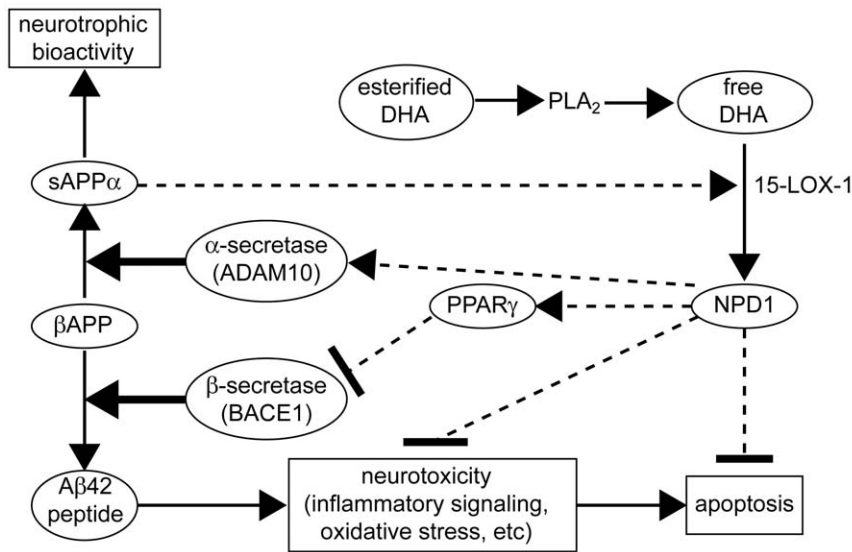 neurotrophic
bioactivity
esterified
DHA
PLA₂
free
DHA
sAPPα
15-LOX-1
α-secretase
(ADAM10)
PPARγ
NPD1
βAPP
β-secretase
(BACE1)
Aβ42
peptide
neurotoxicity
(inflammatory signaling,
oxidative stress, etc)
apoptosis